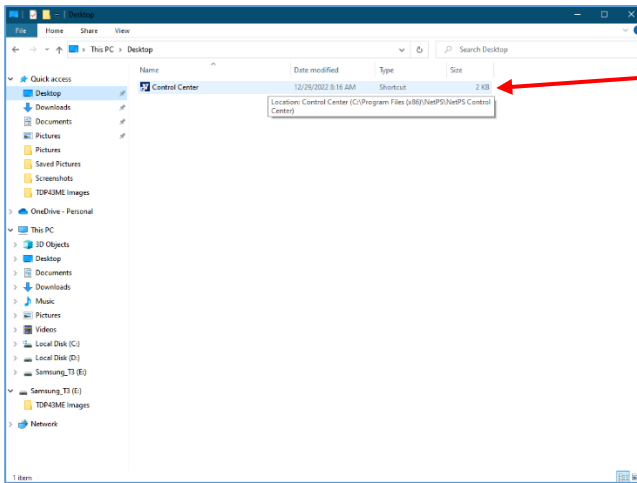 Desktop
File Home Share View
This PC > Desktop
Search Desktop
Name Date modified Type Size
Control Center 12/29/2022 8:16 AM Shortcut 2 KB
Location: Control Center (C:\Program Files (x86)\NetPS\NetPS Control
Center)
Quick access
Desktop
Downloads
Documents
Pictures
Pictures
Saved Pictures
Screenshots
TDP43ME Images
OneDrive - Personal
This PC
3D Objects
Desktop
Documents
Downloads
Music
Pictures
Videos
Local Disk (C:)
Local Disk (D:)
Samsung_T3 (E:)
Samsung_T3 (E:)
TDP43ME Images
Network
1 item